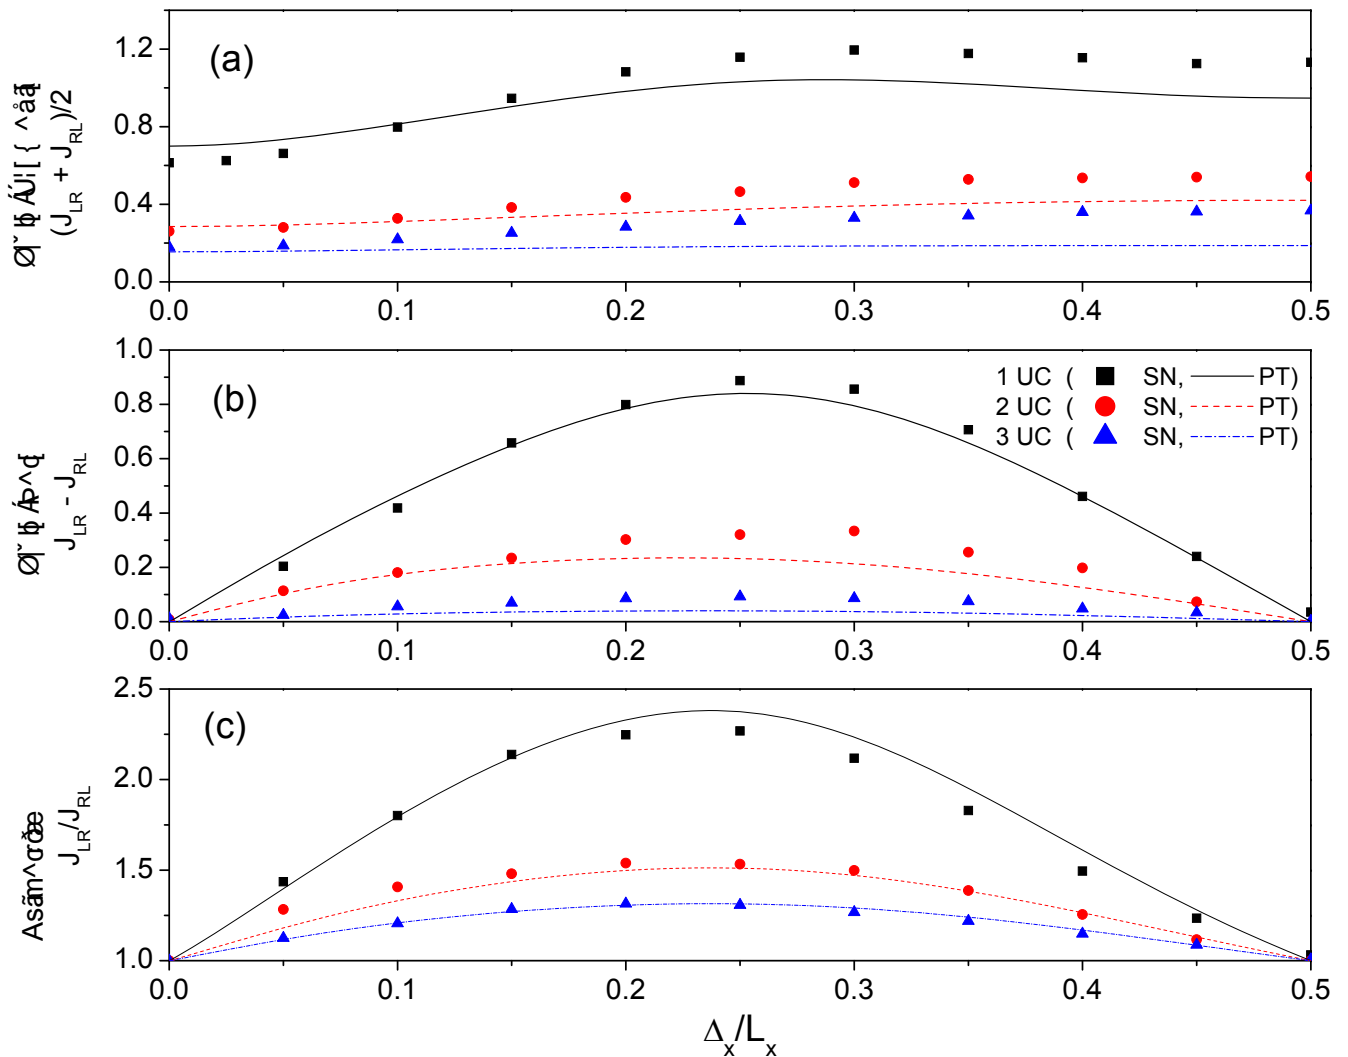 (a)
(J_LR + J_RL)/2
1.2
0.8
0.4
0.0
0.0 0.1 0.2 0.3 0.4 0.5
(b)
J_LR - J_RL
1.0
0.8
0.6
0.4
0.2
0.0
1 UC ( SN, PT)
2 UC ( SN, PT)
3 UC ( SN, PT)
0.0 0.1 0.2 0.3 0.4 0.5
(c)
J_LR/J_RL
2.5
2.0
1.5
1.0
0.0 0.1 0.2 0.3 0.4 0.5
Δ_x/L_x